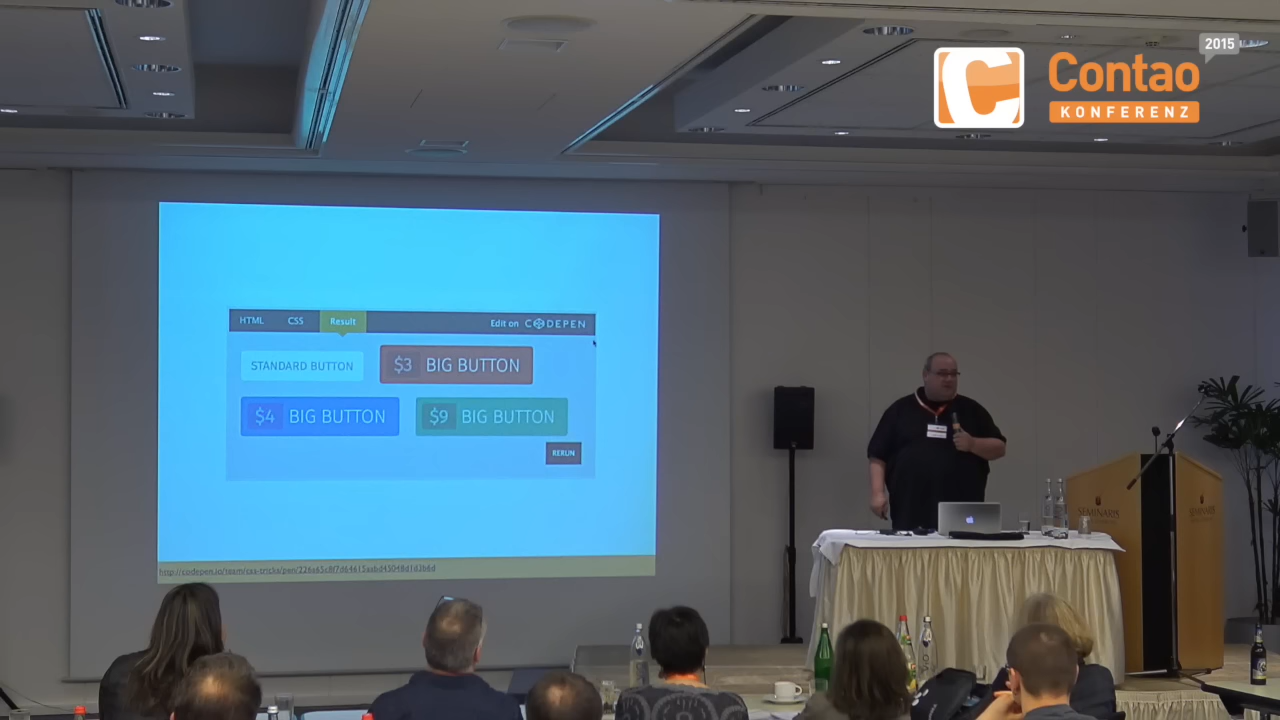 2015
Contao
KONFERENZ
HTML CSS Result Edit on CODEPEN
STANDARD BUTTON $3 BIG BUTTON
$4 BIG BUTTON $9 BIG BUTTON
RERUN
SEMINARIS